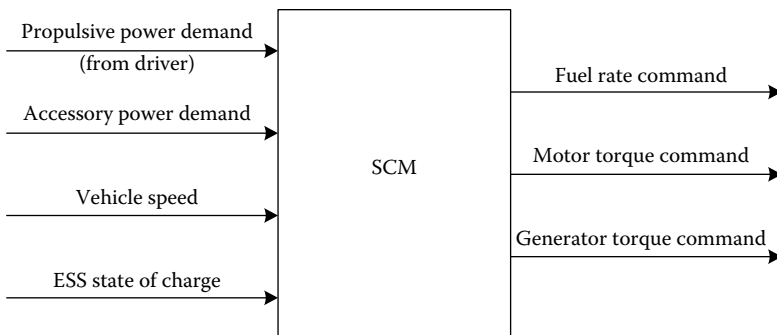 Propulsive power demand
(from driver)
Accessory power demand
Vehicle speed
ESS state of charge
SCM
Fuel rate command
Motor torque command
Generator torque command